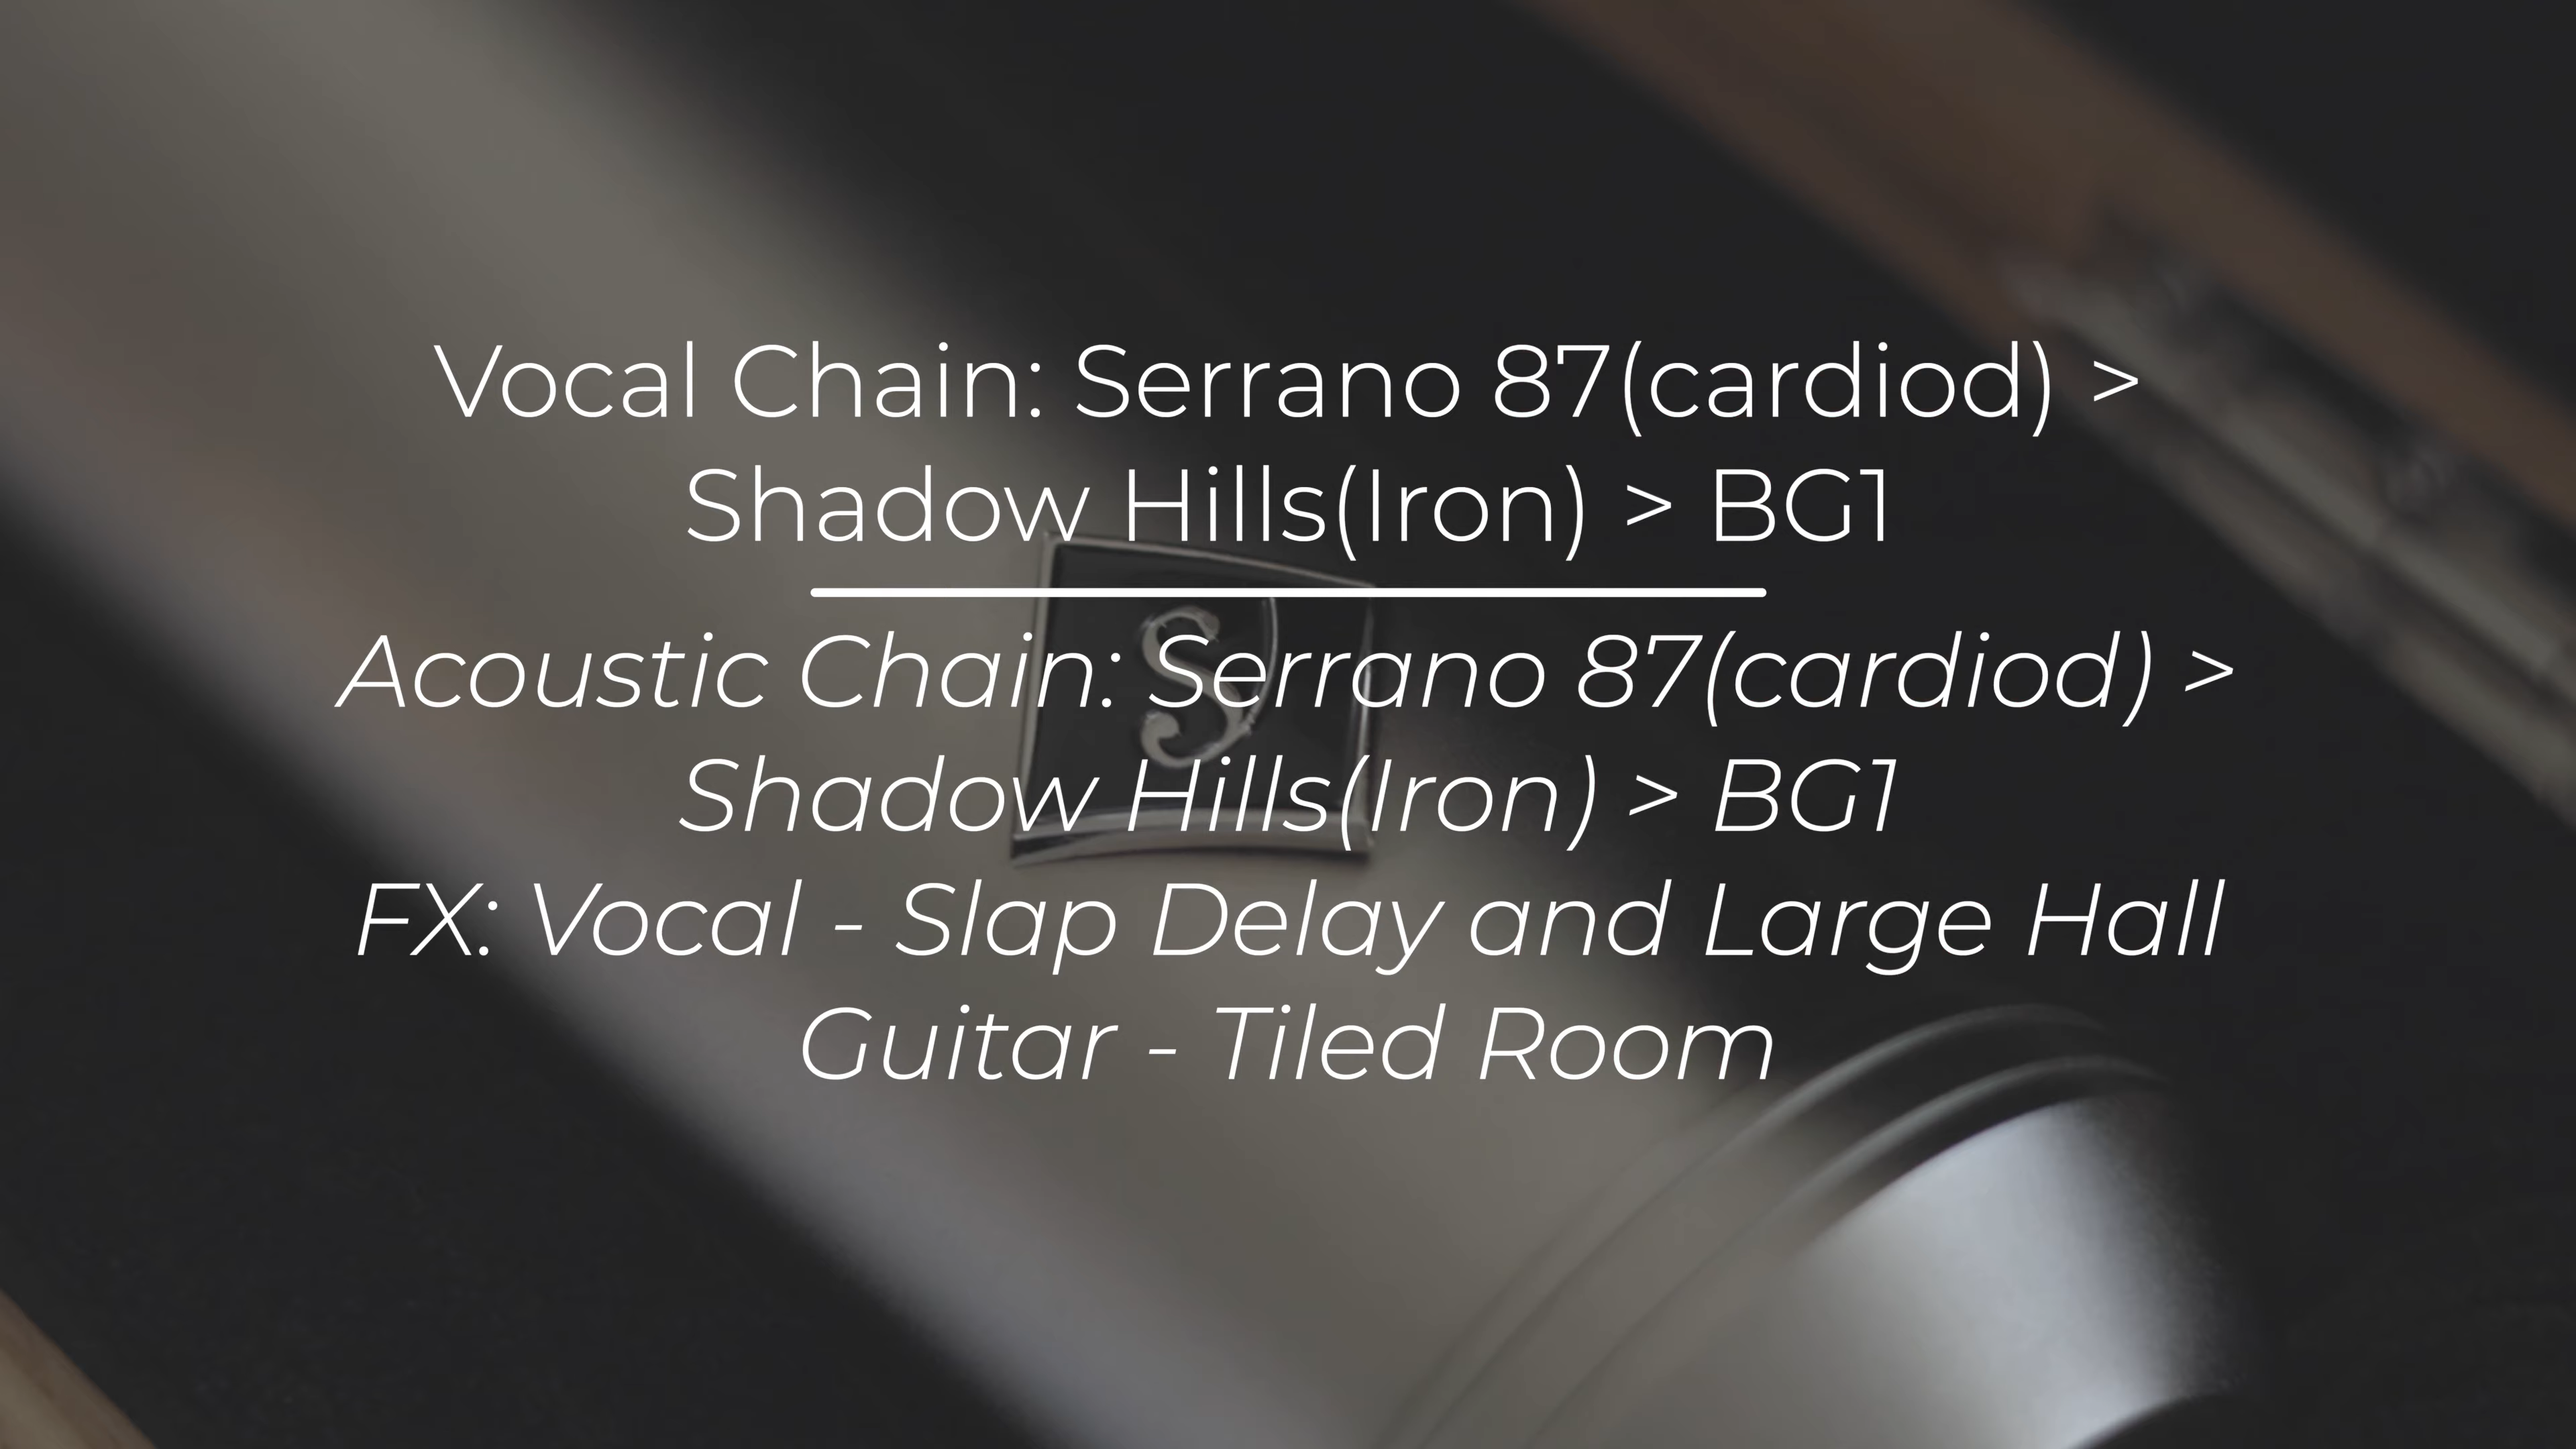 Vocal Chain: Serrano 87(cardiod) >
Shadow Hills(Iron) > BG1
S
Acoustic Chain: Serrano 87(cardiod) >
Shadow Hills(Iron) > BG1
FX: Vocal - Slap Delay and Large Hall
Guitar - Tiled Room